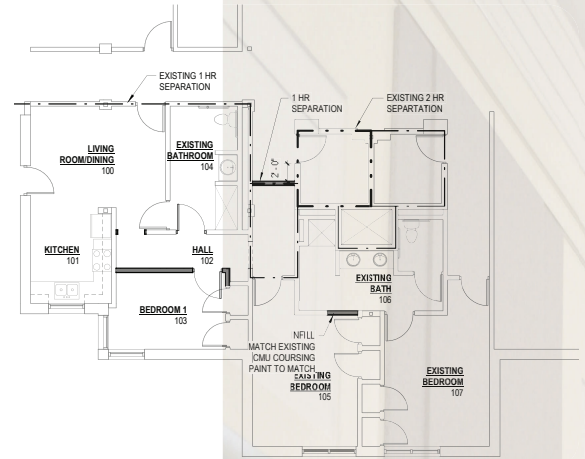 EXISTING 1 HR
SEPARATION
1 HR
SEPARATION
EXISTING 2 HR
SEPARTATION
LIVING
ROOM/DINING
100
EXISTING
BATHROOM
104
2' - 0"
KITCHEN
101
HALL
102
BEDROOM 1
103
EXISTING
BATH
106
NFILL
MATCH EXISTING
CMU COURSING
PAINT TO MATCH
EXISTING
BEDROOM
105
EXISTING
BEDROOM
107